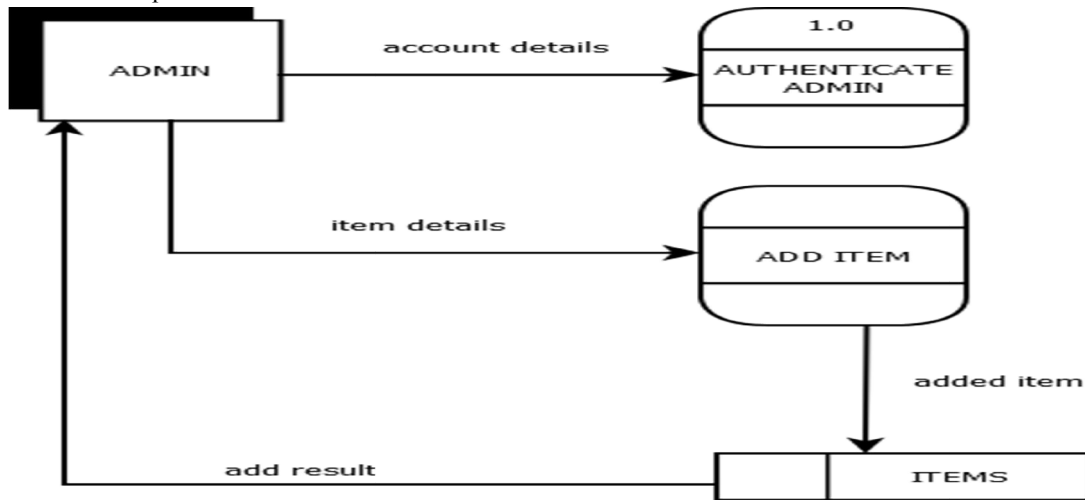 account details
1.0
ADMIN
AUTHENTICATE
ADMIN
item details
ADD ITEM
added item
add result
ITEMS